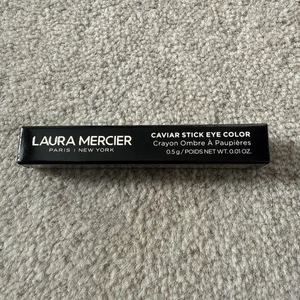 LAURA MERCIER
PARIS | NEW YORK
CAVIAR STICK EYE COLOR
Crayon Ombre À Paupières
0.5 g / POIDS NET WT. 0.01 OZ.